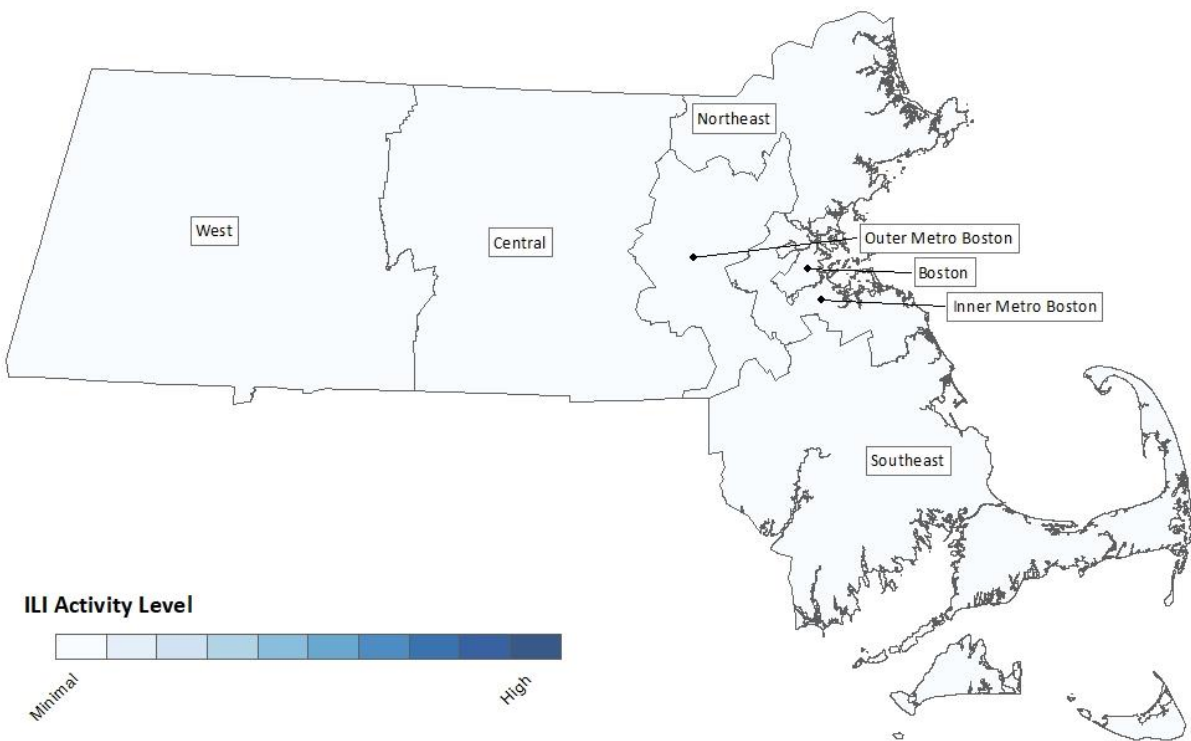 Northeast
West
Central
Outer Metro Boston
Boston
Inner Metro Boston
Southeast
ILI Activity Level
Minimal
High